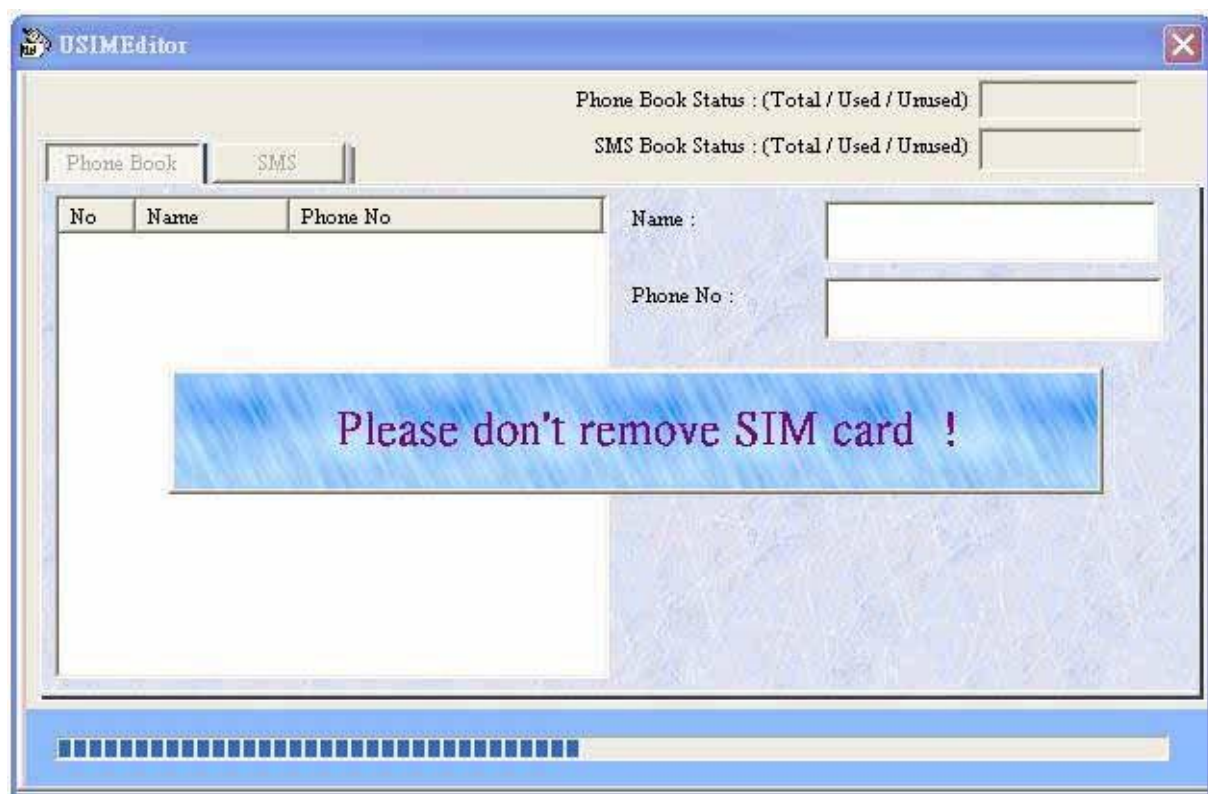 USIMEditor
Phone Book Status : (Total / Used / Unused)
SMS Book Status : (Total / Used / Unused)
Phone Book SMS
No Name Phone No
Name :
Phone No :
Please don't remove SIM card !